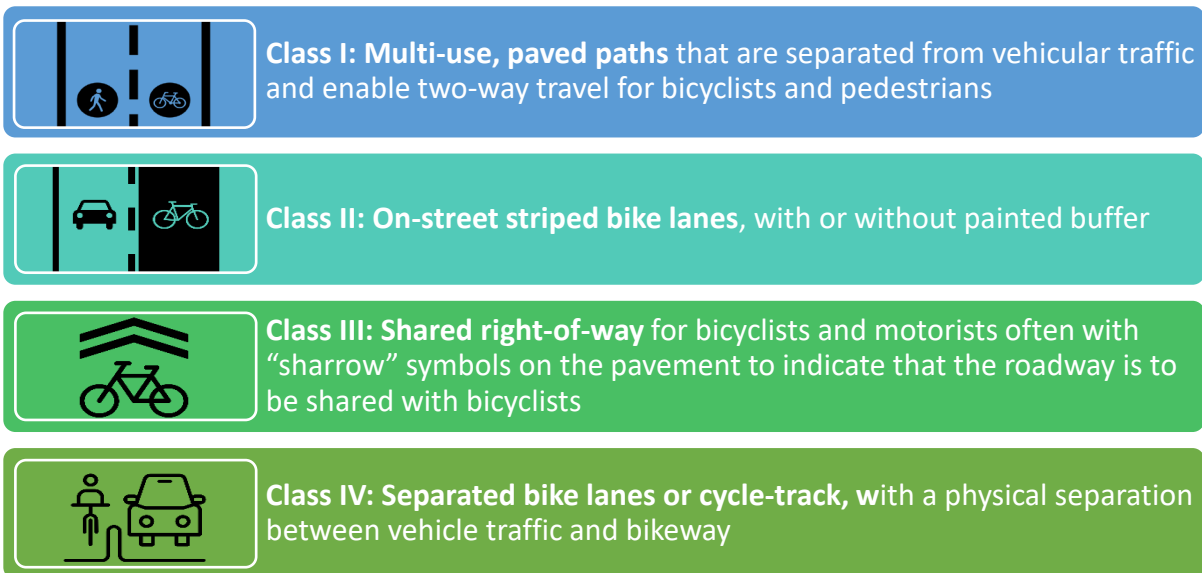 Class I: Multi-use, paved paths that are separated from vehicular traffic
and enable two-way travel for bicyclists and pedestrians
Class II: On-street striped bike lanes, with or without painted buffer
Class III: Shared right-of-way for bicyclists and motorists often with
“sharrow” symbols on the pavement to indicate that the roadway is to
be shared with bicyclists
Class IV: Separated bike lanes or cycle-track, with a physical separation
between vehicle traffic and bikeway